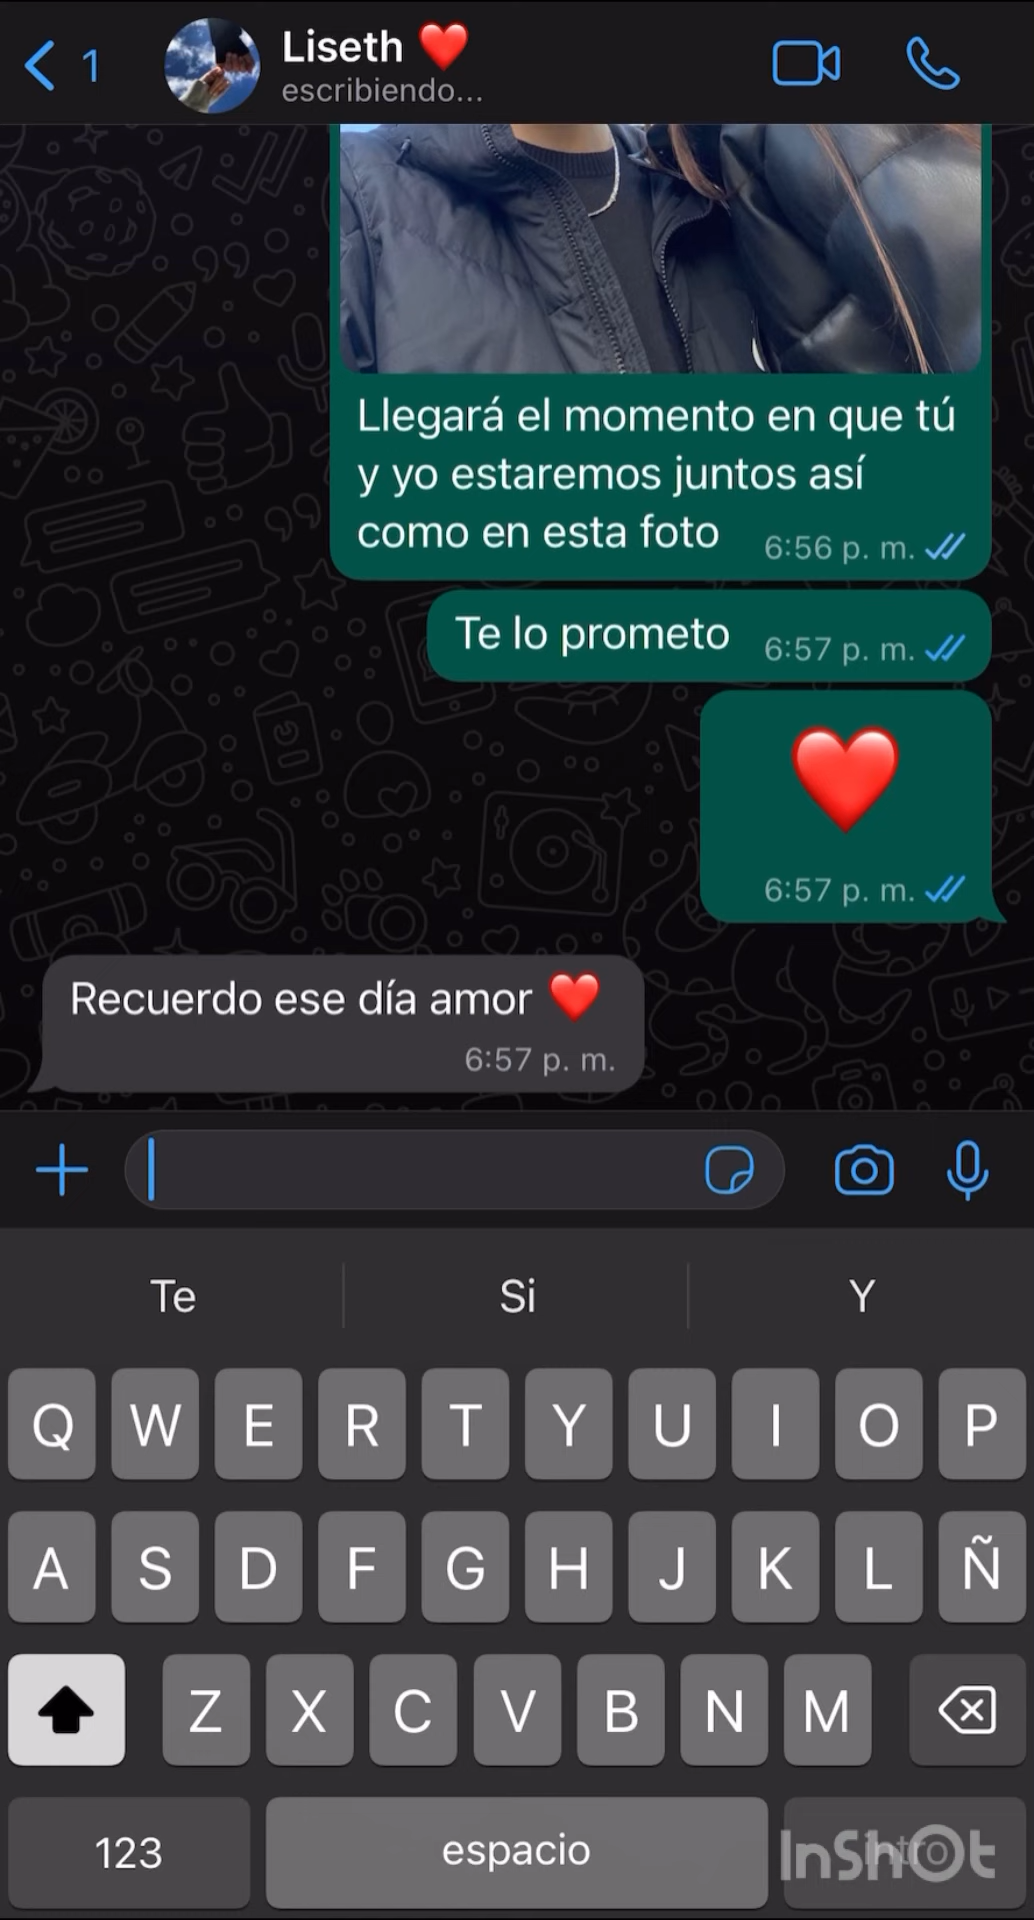 1
Liseth ❤️
escribiendo...
Llegará el momento en que tú
y yo estaremos juntos así
como en esta foto
6:56 p. m.
Te lo prometo
6:57 p. m.
❤️
6:57 p. m.
Recuerdo ese día amor ❤️
6:57 p. m.
Te Si Y
Q W E R T Y U I O P
A S D F G H J K L Ñ
Z X C V B N M
123 espacio intro
InShOt